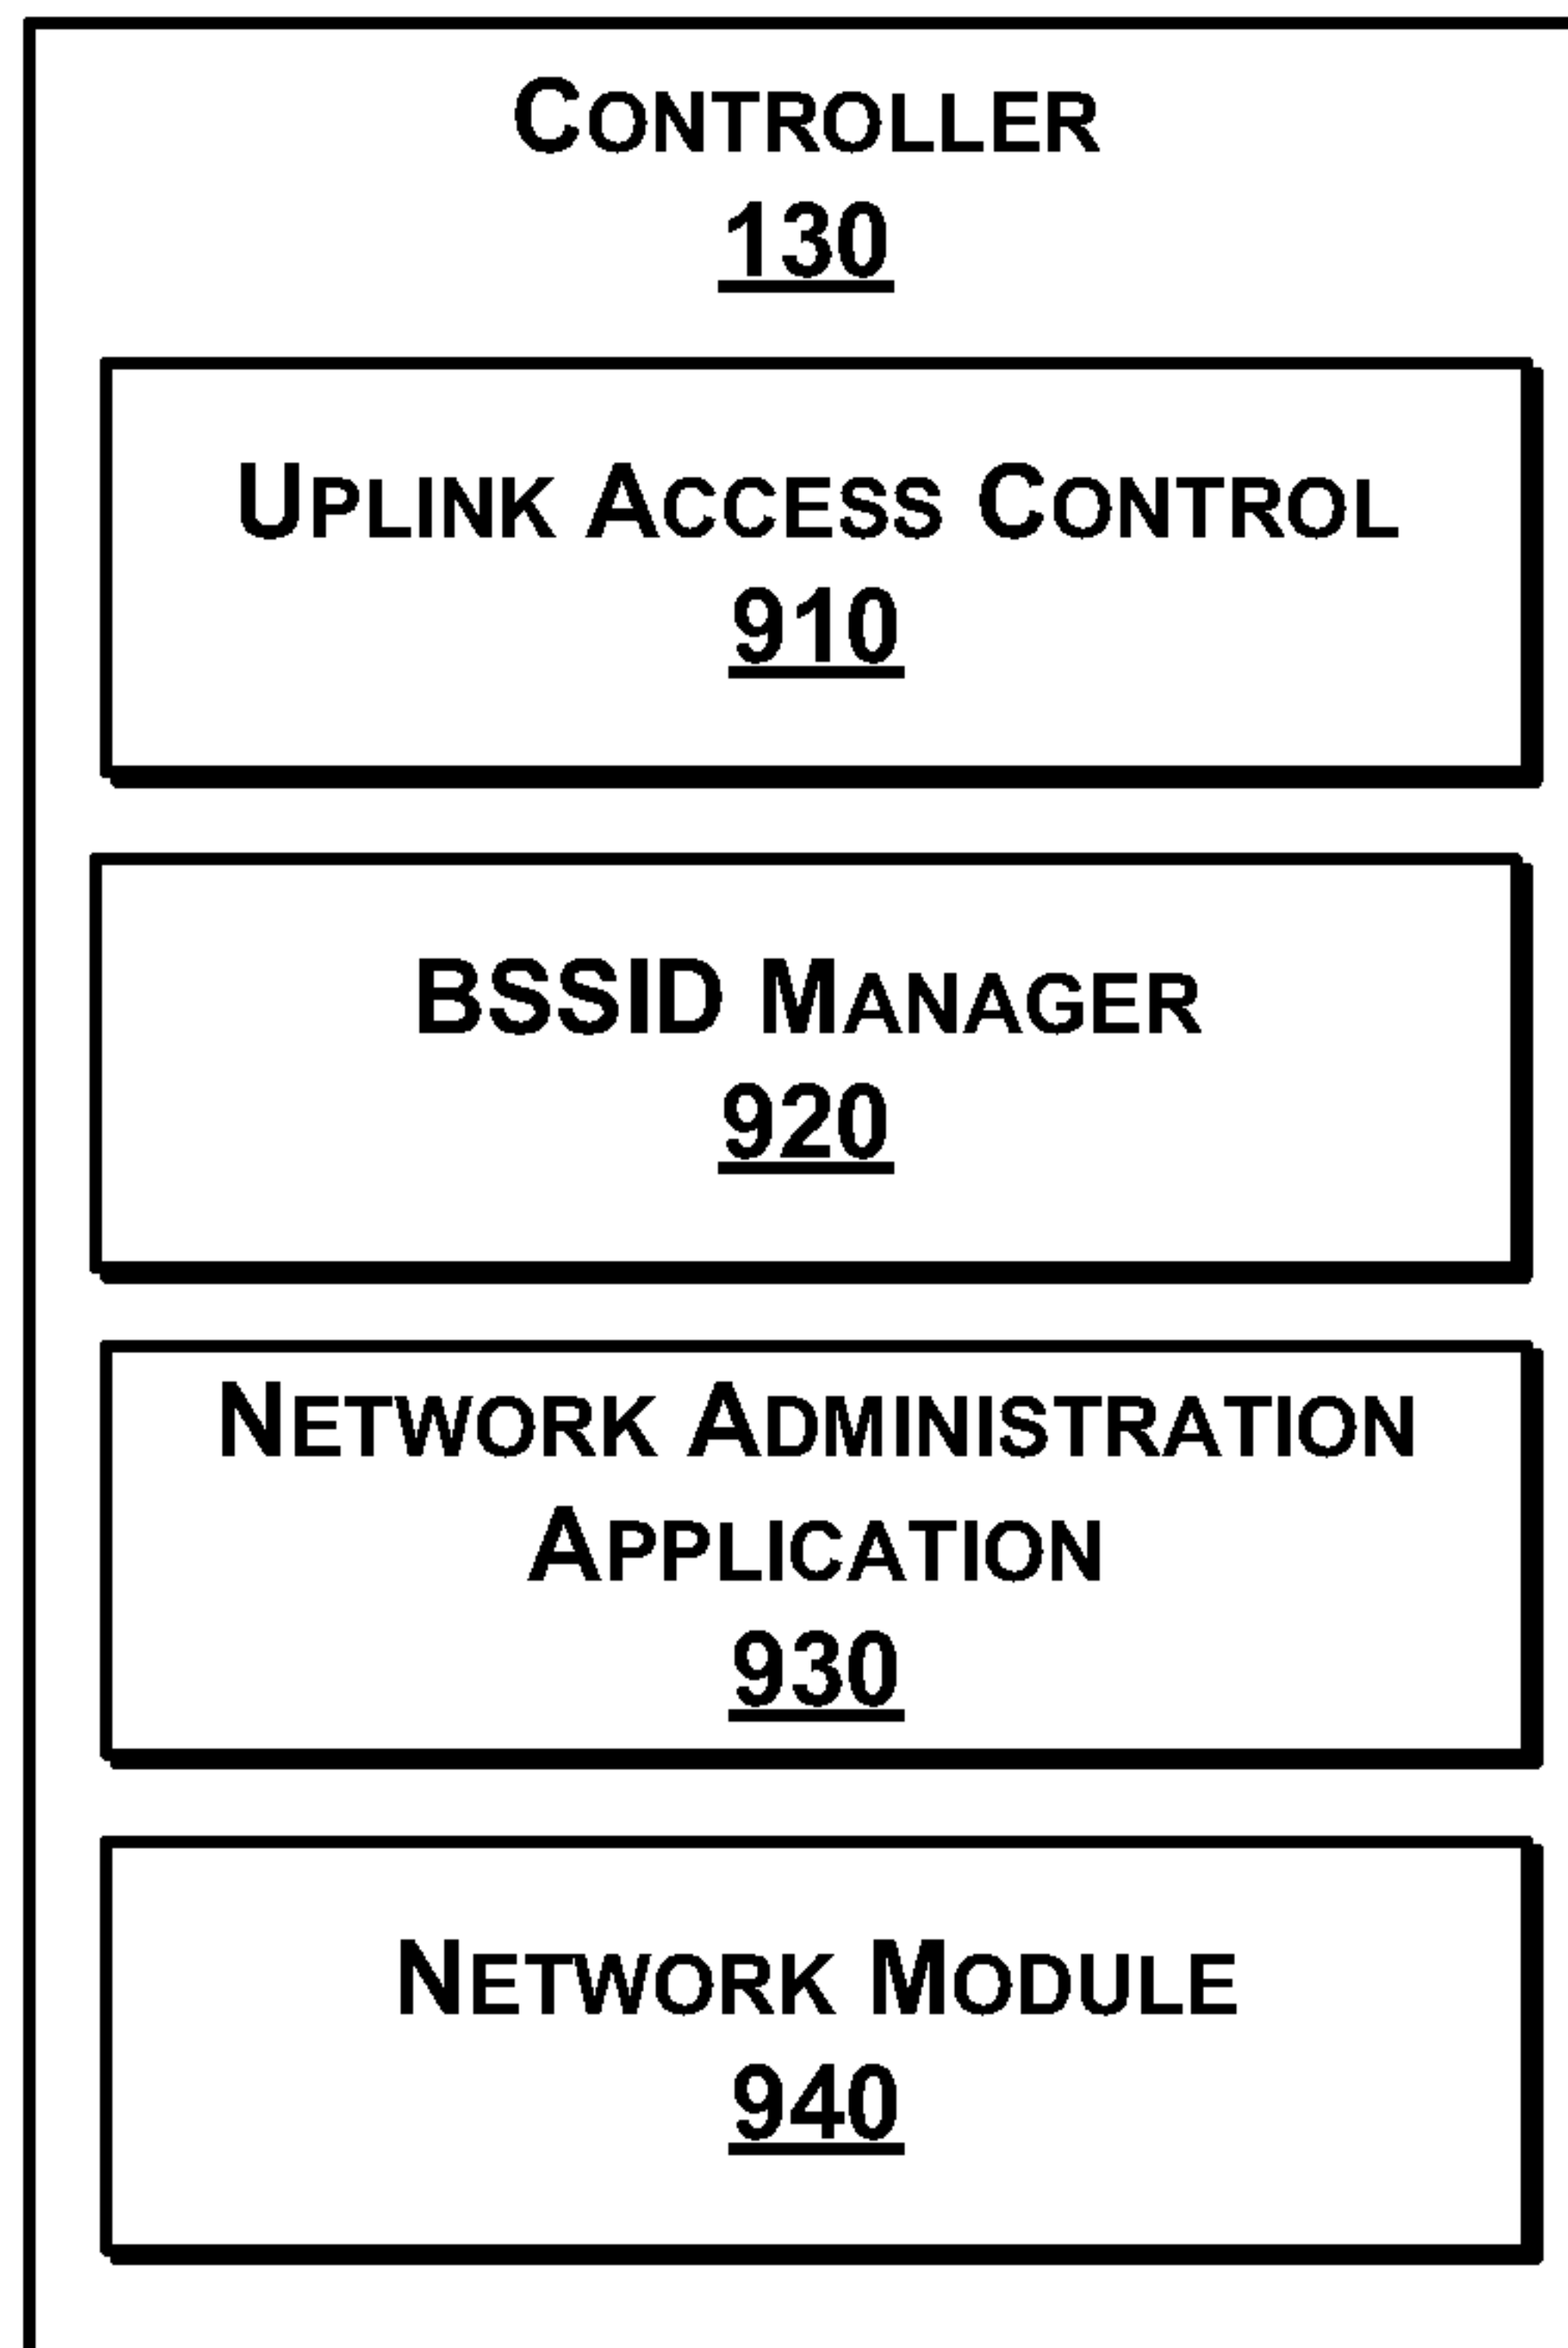 CONTROLLER
130
UPLINK ACCESS CONTROL
910
BSSID MANAGER
920
NETWORK ADMINISTRATION
APPLICATION
930
NETWORK MODULE
940